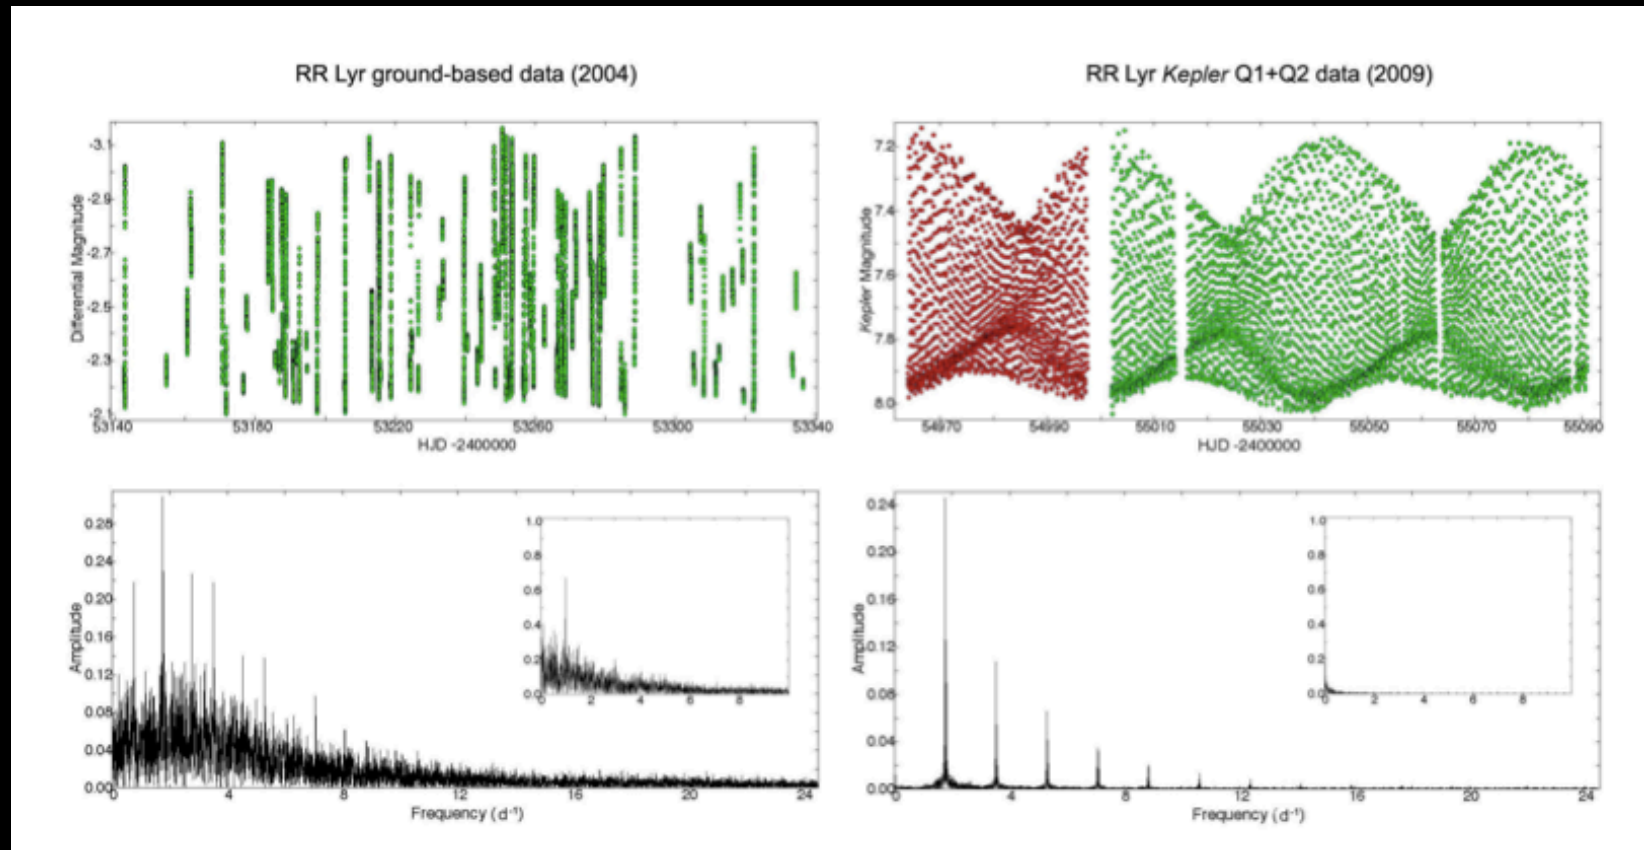 RR Lyr ground-based data (2004)
-3.1
-2.9
-2.7
-2.5
-2.3
-2.1
Differential Magnitude
53140 53180 53220 53260 53300 53340
HJD -2400000
RR Lyr Kepler Q1+Q2 data (2009)
7.2
7.4
7.6
7.8
8.0
Kepler Magnitude
54970 54990 55010 55030 55050 55070 55090
HJD -2400000
0.28
0.24
0.20
0.16
0.12
0.08
0.04
0.00
Amplitude
0 4 8 12 16 20 24
Frequency (d⁻¹)
1.0
0.8
0.6
0.4
0.2
0.0
0 2 4 6 8
0.24
0.20
0.16
0.12
0.08
0.04
0.00
Amplitude
0 4 8 12 16 20 24
Frequency (d⁻¹)
1.0
0.8
0.6
0.4
0.2
0.0
0 2 4 6 8